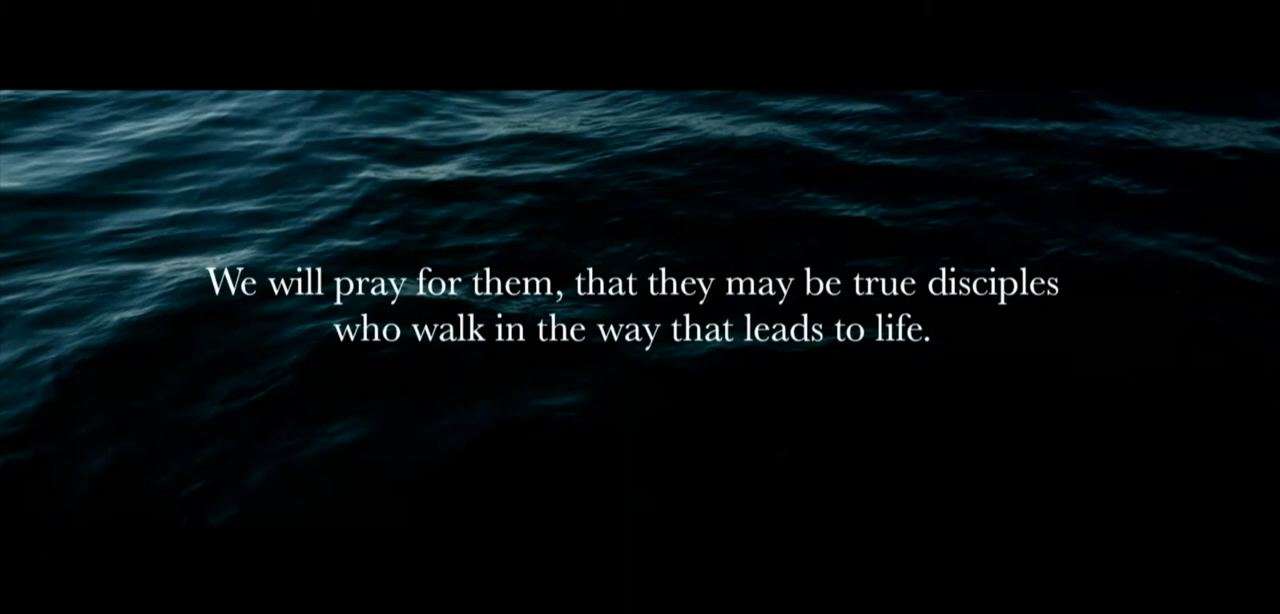 We will pray for them, that they may be true disciples
who walk in the way that leads to life.